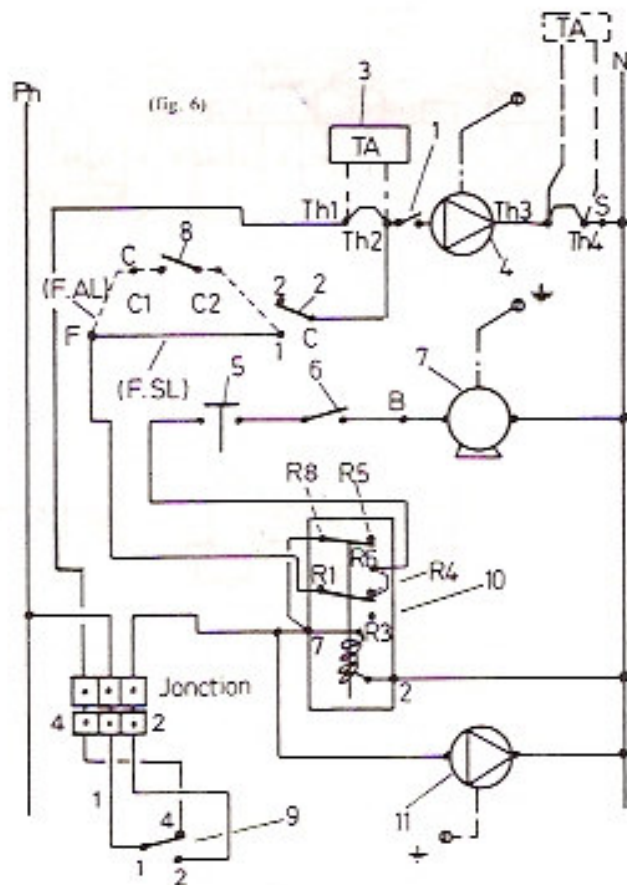 TA
N
Ph
(fig. 6)
3
TA
1
Th1
Th2
Th3
Th4
S
4
8
C
(F.AL)
C1
C2
2
2
C
F
1
(F.SL)
5
6
7
B
R8
R5
R6
R1
R4
10
R3
7
2
Jonction
4
2
1
4
9
1
2
11